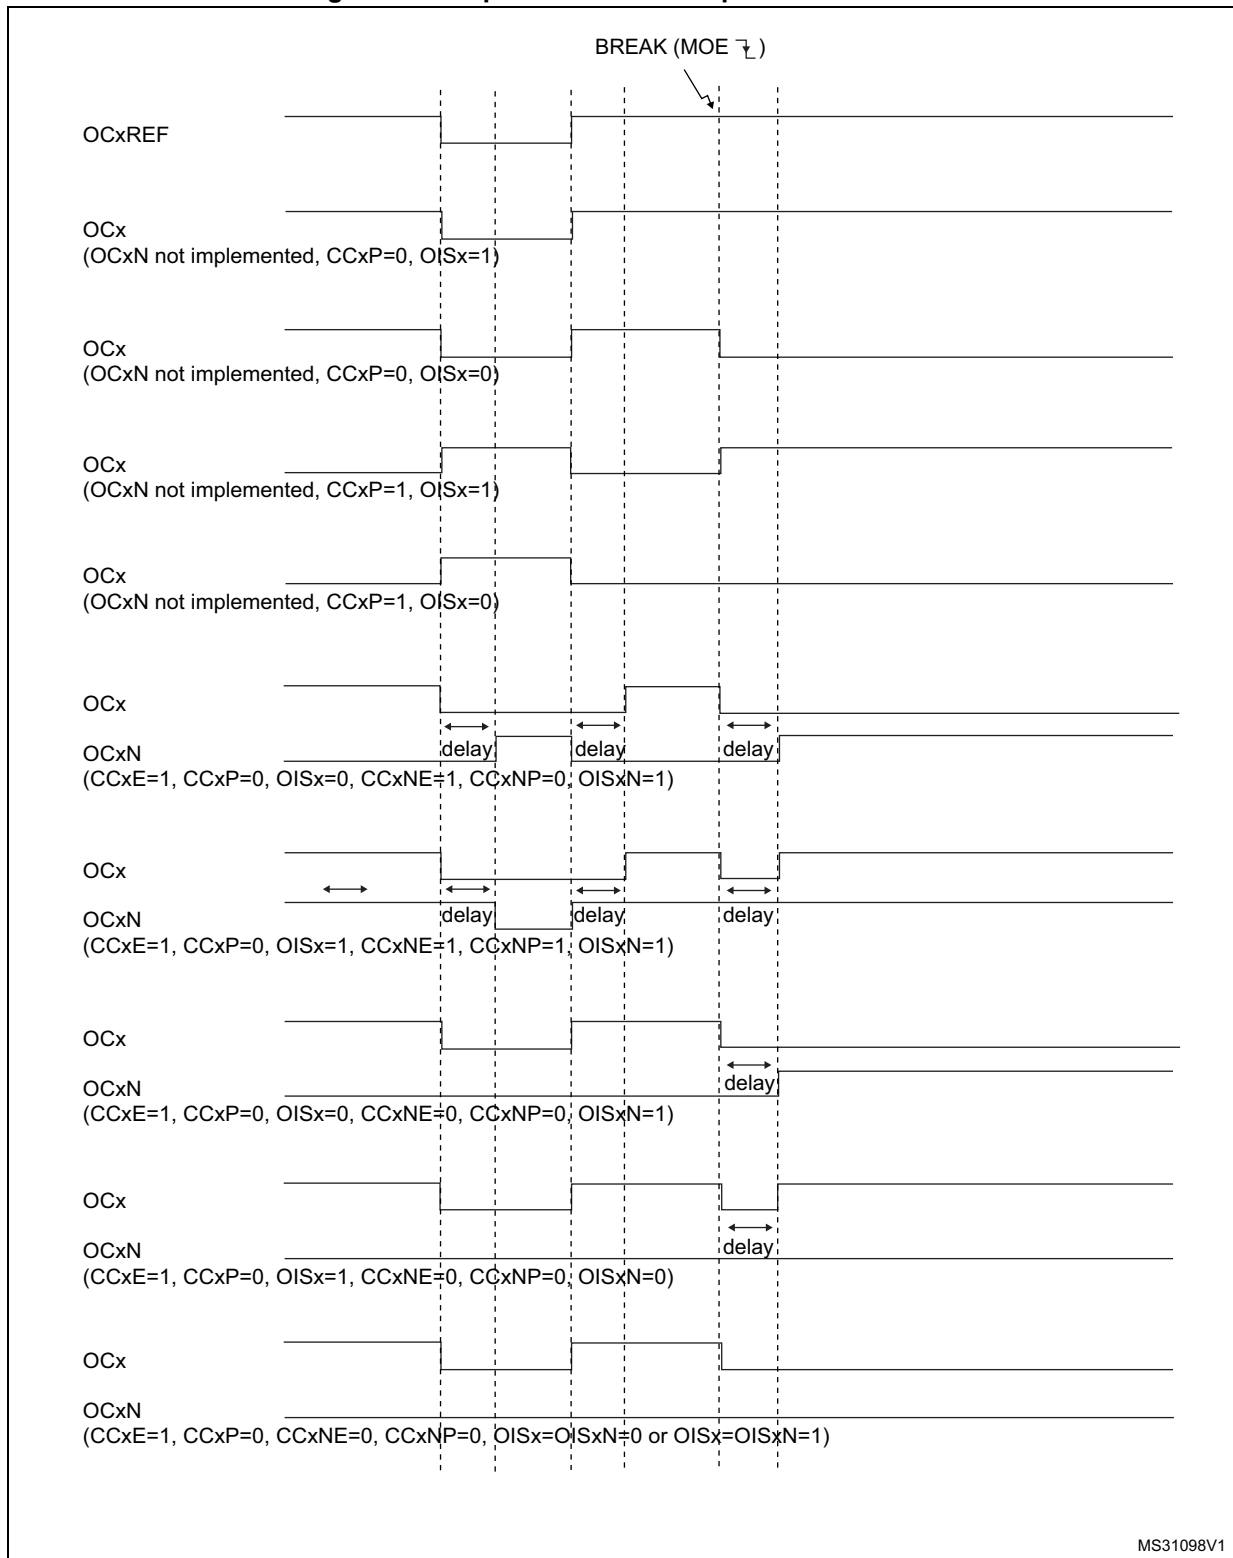 BREAK (MOE )
OCxREF
OCx
(OCxN not implemented, CCxP=0, OISx=1)
OCx
(OCxN not implemented, CCxP=0, OISx=0)
OCx
(OCxN not implemented, CCxP=1, OISx=1)
OCx
(OCxN not implemented, CCxP=1, OISx=0)
OCx
OCxN delay delay delay
(CCxE=1, CCxP=0, OISx=0, CCxNE=1, CCxNP=0, OISxN=1)
OCx
OCxN delay delay delay
(CCxE=1, CCxP=0, OISx=1, CCxNE=1, CCxNP=1, OISxN=1)
OCx
OCxN delay
(CCxE=1, CCxP=0, OISx=0, CCxNE=0, CCxNP=0, OISxN=1)
OCx
OCxN delay
(CCxE=1, CCxP=0, OISx=1, CCxNE=0, CCxNP=0, OISxN=0)
OCx
OCxN
(CCxE=1, CCxP=0, CCxNE=0, CCxNP=0, OISx=OISxN=0 or OISx=OISxN=1)
MS31098V1